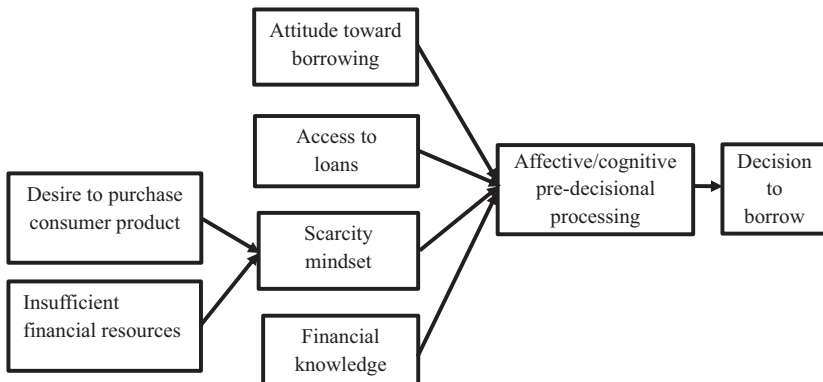 Attitude toward
borrowing
Access to
loans
Affective/cognitive
pre-decisional
processing
Decision
to
borrow
Desire to purchase
consumer product
Scarcity
mindset
Insufficient
financial resources
Financial
knowledge